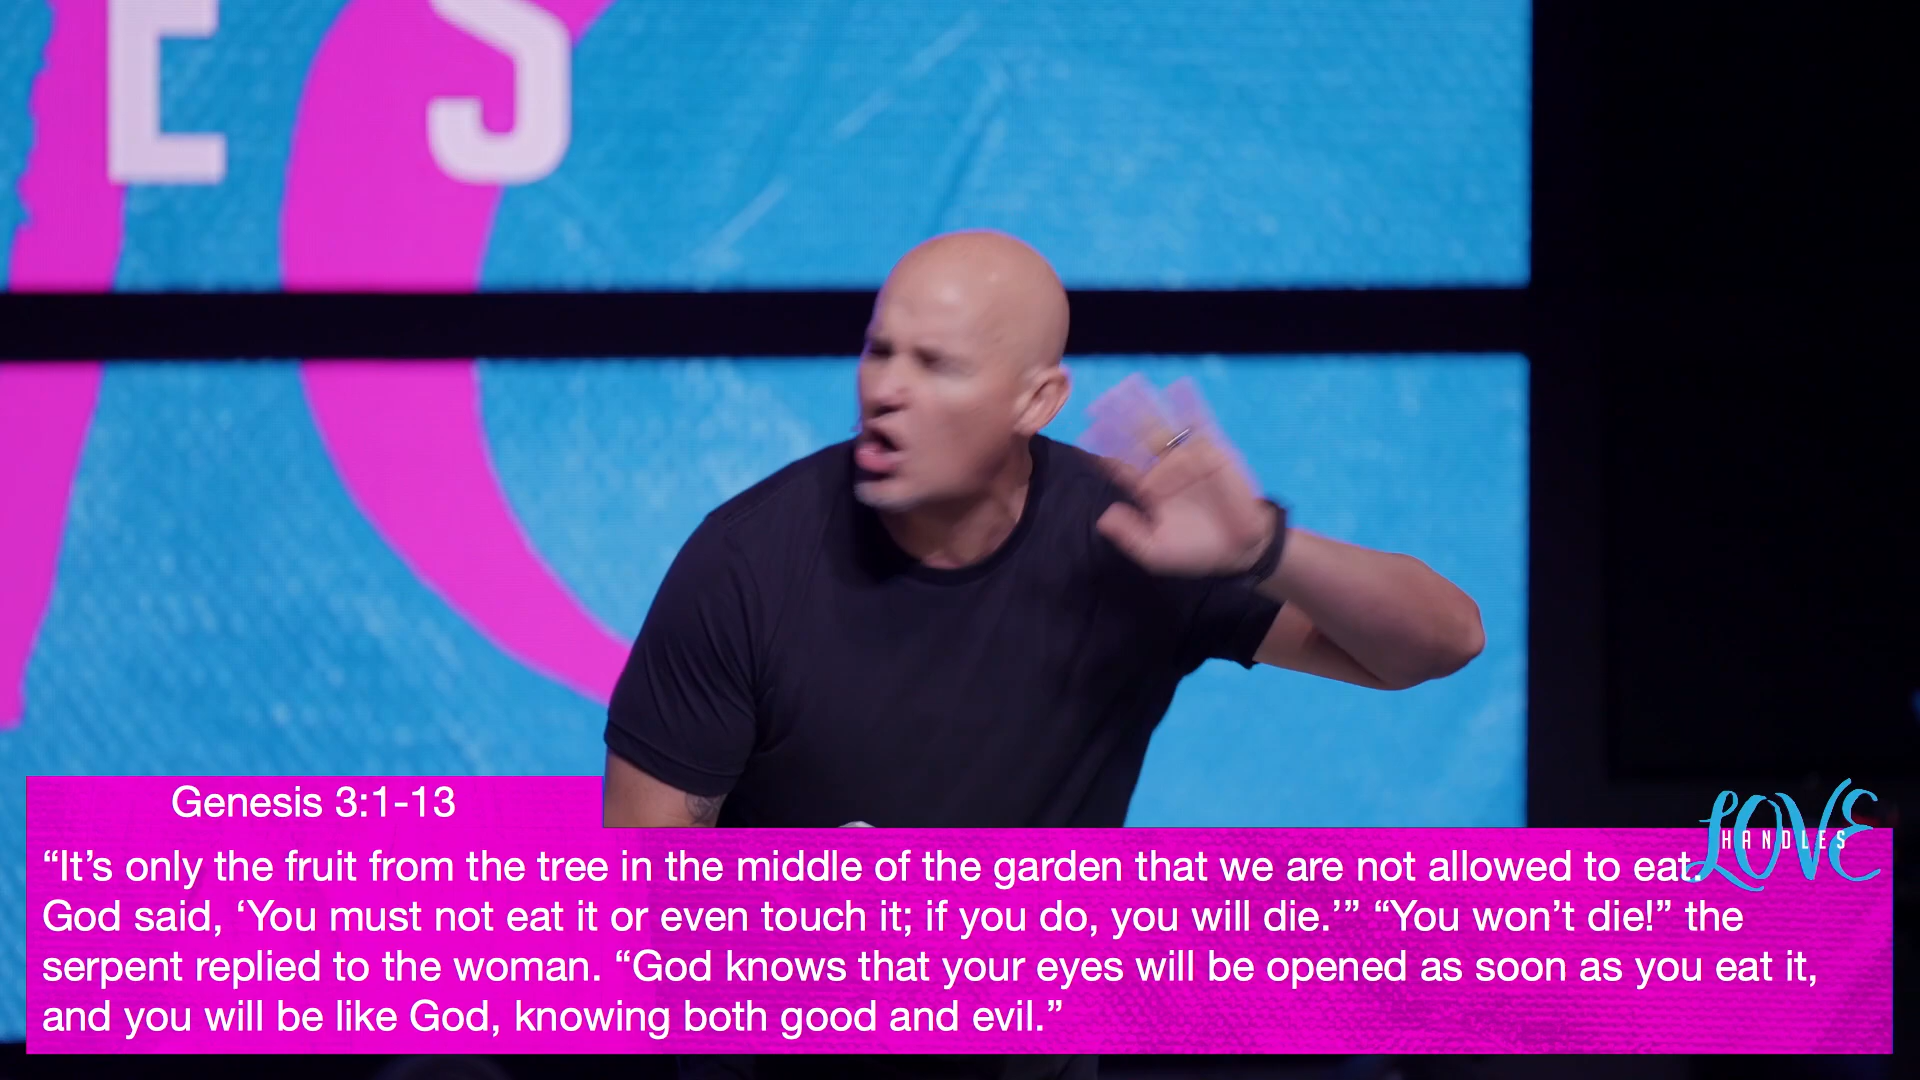 ES
Genesis 3:1-13
“It’s only the fruit from the tree in the middle of the garden that we are not allowed to eat.
God said, ‘You must not eat it or even touch it; if you do, you will die.’” “You won’t die!” the
serpent replied to the woman. “God knows that your eyes will be opened as soon as you eat it,
and you will be like God, knowing both good and evil.”
LOVE
HANDLES